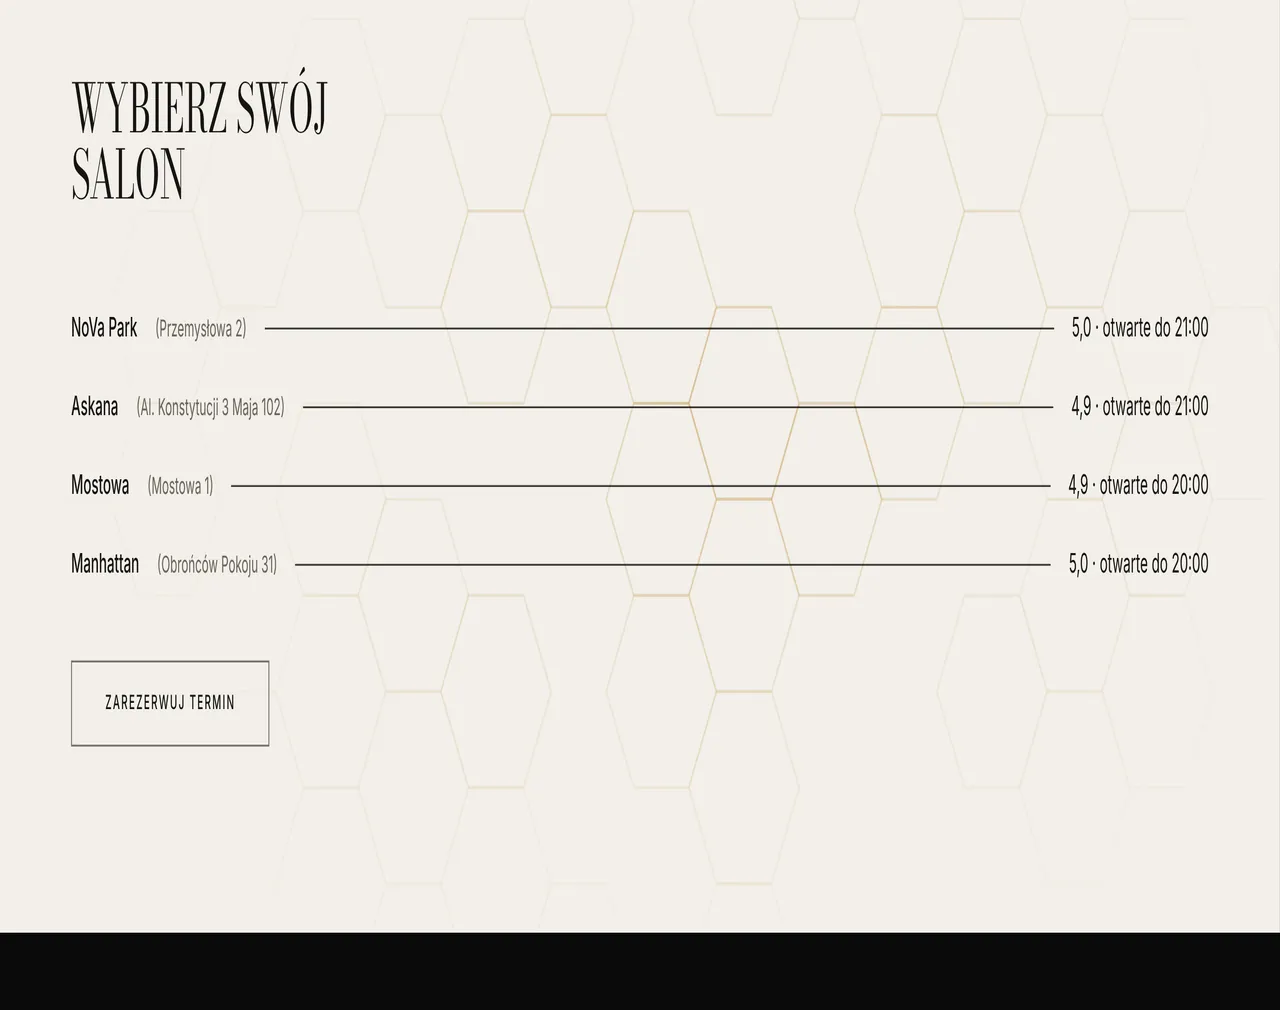 WYBIERZ SWÓJ
SALON
NoVa Park (Przemysłowa 2) 5,0 · otwarte do 21:00
Askana (Al. Konstytucji 3 Maja 102) 4,9 · otwarte do 21:00
Mostowa (Mostowa 1) 4,9 · otwarte do 20:00
Manhattan (Obrońców Pokoju 31) 5,0 · otwarte do 20:00
ZAREZERWUJ TERMIN